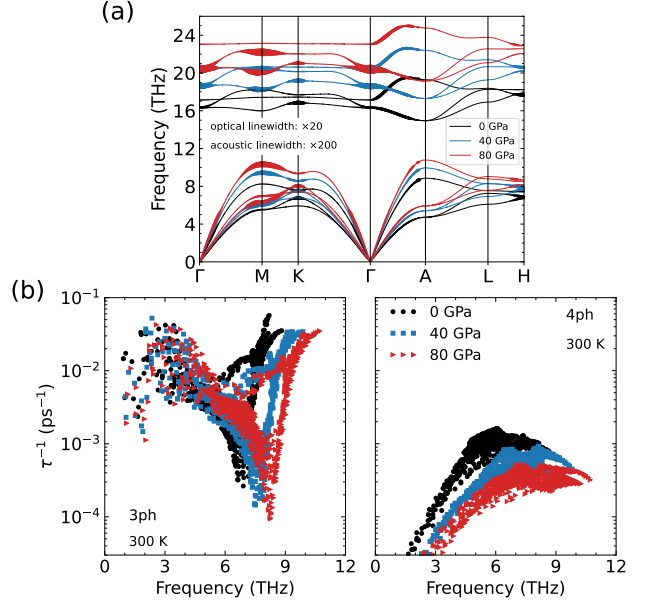 (a)
24
20
16
12
8
4
0
Frequency (THz)
optical linewidth: ×20
acoustic linewidth: ×200
0 GPa
40 GPa
80 GPa
Γ M K Γ A L H
(b)
10⁻¹
10⁻²
10⁻³
10⁻⁴
τ⁻¹ (ps⁻¹)
3ph
300 K
0 3 6 9 12
Frequency (THz)
0 GPa
40 GPa
80 GPa
4ph
300 K
0 3 6 9 12
Frequency (THz)